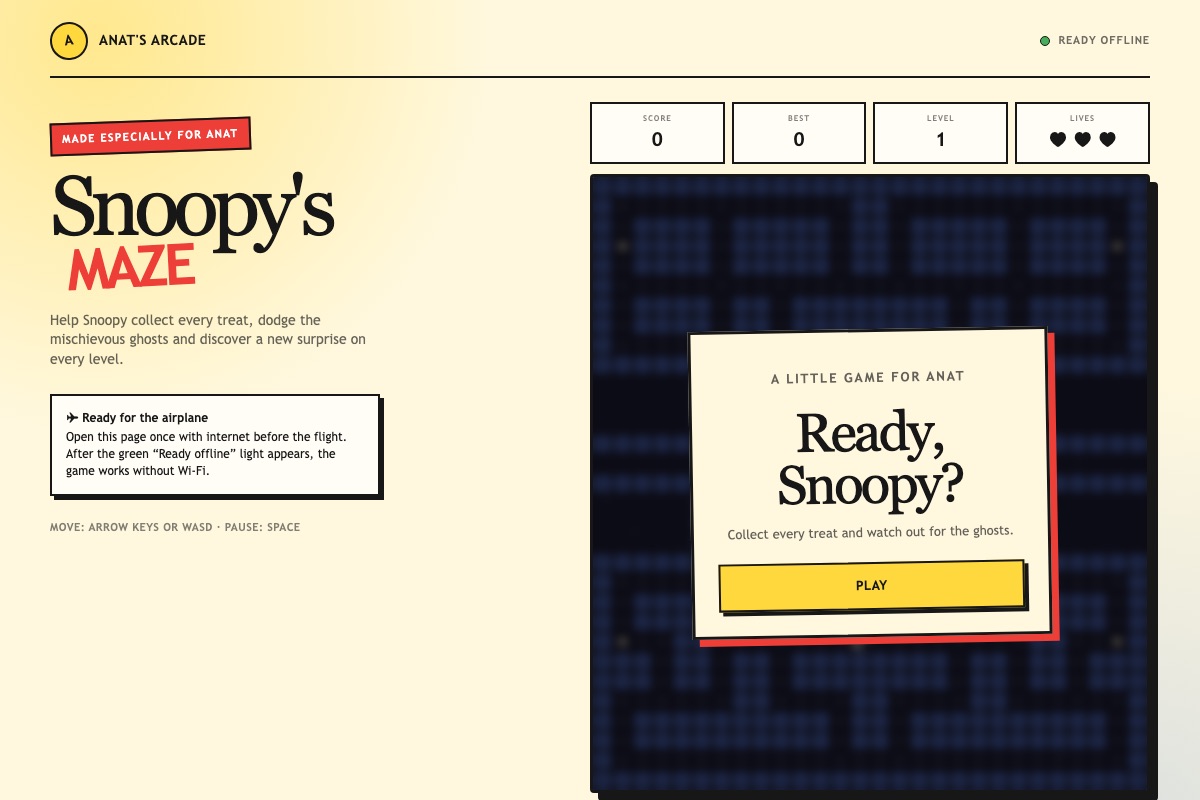 A
ANAT'S ARCADE
READY OFFLINE
MADE ESPECIALLY FOR ANAT
Snoopy's
MAZE
Help Snoopy collect every treat, dodge the
mischievous ghosts and discover a new surprise on
every level.
✈ Ready for the airplane
Open this page once with internet before the flight.
After the green “Ready offline” light appears, the
game works without Wi-Fi.
MOVE: ARROW KEYS OR WASD · PAUSE: SPACE
SCORE
0
BEST
0
LEVEL
1
LIVES
♥ ♥ ♥
A LITTLE GAME FOR ANAT
Ready,
Snoopy?
Collect every treat and watch out for the ghosts.
PLAY